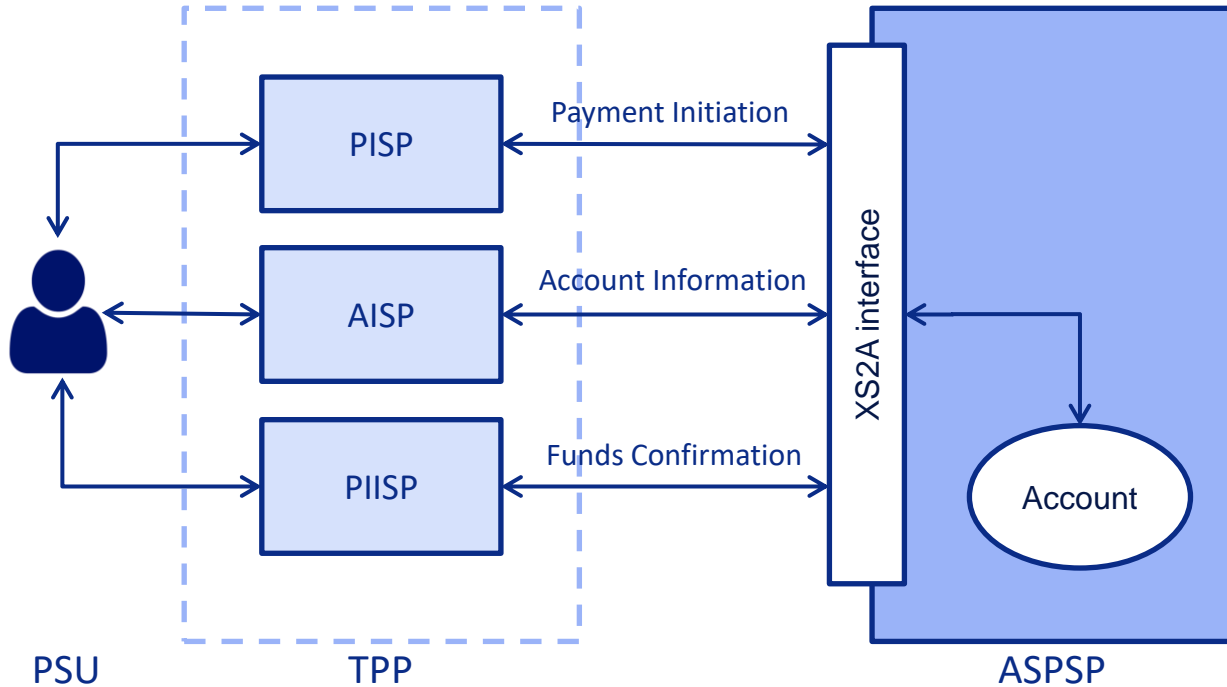 PISP
Payment Initiation
AISP
Account Information
PIISP
Funds Confirmation
XS2A interface
Account
PSU
TPP
ASPSP